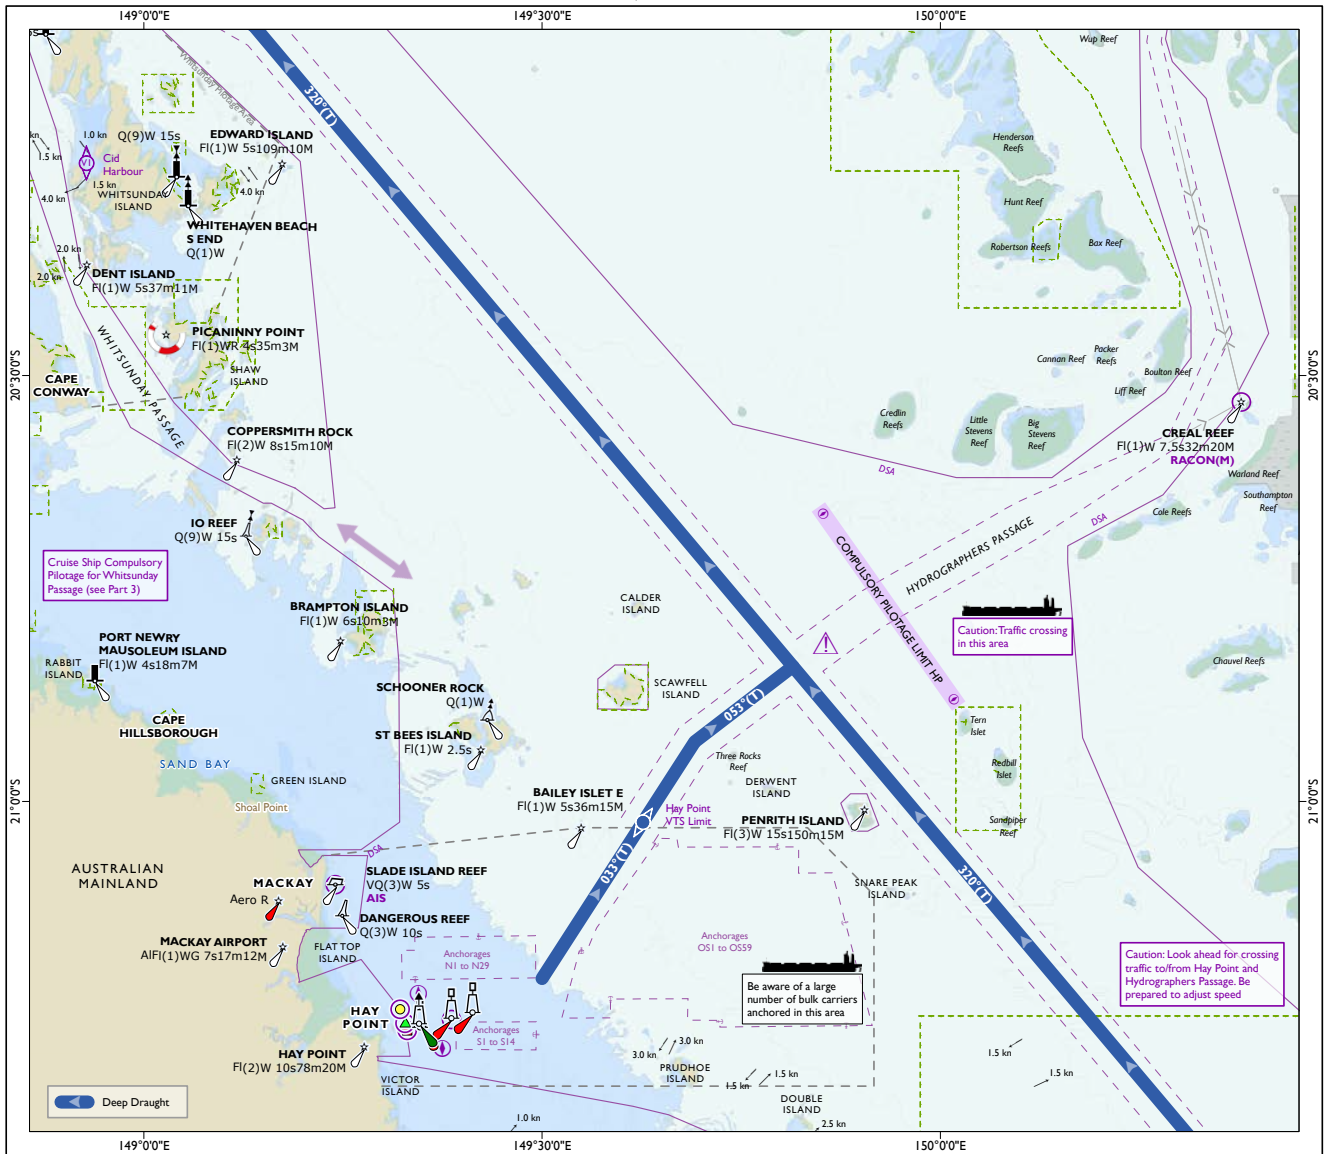 149°0'0"E
149°30'0"E
150°0'0"E
Wup Reef
Whitsunday Pilotage Area
320°(T)
Q(9)W 15s
EDWARD ISLAND
Fl(1)W 5s109m10M
1.0 kn
kn
1.5 kn
VI
Cid
Harbour
1.5 kn
4.0 kn
WHITSUNDAY
ISLAND
4.0 kn
Henderson
Reefs
Hunt Reef
Robertson Reefs
Bax Reef
WHITEHAVEN BEACH
S END
Q(1)W
2.0 kn
2.0 kn
DENT ISLAND
Fl(1)W 5s37m11M
PICANINNY POINT
Fl(1)WR 4s35m3M
SHAW
ISLAND
WHITSUNDAY PASSAGE
20°30'0"S
20°30'0"S
CAPE
CONWAY
Cannan Reef
Packer
Reefs
Boulton Reef
Liff Reef
Credlin
Reefs
Little
Stevens
Reef
Big
Stevens
Reef
COPPERSMITH ROCK
Fl(2)W 8s15m10M
CREAL REEF
Fl(1)W 7.5s32m20M
RACON(M)
DSA
Warland Reef
Southampton
Reef
Cole Reefs
DSA
IO REEF
Q(9)W 15s
Cruise Ship Compulsory
Pilotage for Whitsunday
Passage (see Part 3)
COMPULSORY PILOTAGE LIMIT HP
HYDROGRAPHERS PASSAGE
CALDER
ISLAND
BRAMPTON ISLAND
Fl(1)W 6s10m3M
Caution: Traffic crossing
in this area
PORT NEWRY
MAUSOLEUM ISLAND
Fl(1)W 4s18m7M
RABBIT
ISLAND
Chauvel Reefs
SCAWFELL
ISLAND
SCHOONER ROCK
Q(1)W
053°(T)
CAPE
HILLSBOROUGH
ST BEES ISLAND
Fl(1)W 2.5s
Tern
Islet
SAND BAY
GREEN ISLAND
Three Rocks
Reef
Redbill
Islet
DERWENT
ISLAND
Shoal Point
BAILEY ISLET E
Fl(1)W 5s36m15M
Hay Point
VTS Limit
PENRITH ISLAND
Fl(3)W 15s150m15M
Sandpiper
Reef
21°0'0"S
21°0'0"S
AUSTRALIAN
MAINLAND
DSA
033°(T)
320°(T)
SLADE ISLAND REEF
VQ(3)W 5s
AIS
MACKAY
Aero R
SNARE PEAK
ISLAND
DANGEROUS REEF
Q(3)W 10s
MACKAY AIRPORT
AlFl(1)WG 7s17m12M
FLAT TOP
ISLAND
Anchorages
N1 to N29
Anchorages
OS1 to OS59
Caution: Look ahead for crossing
traffic to/from Hay Point and
Hydrographers Passage. Be
prepared to adjust speed
Be aware of a large
number of bulk carriers
anchored in this area
HAY
POINT
Anchorages
S1 to S14
HAY POINT
Fl(2)W 10s78m20M
3.0 kn
3.0 kn
PRUDHOE
ISLAND
1.5 kn
1.5 kn
1.5 kn
1.5 kn
VICTOR
ISLAND
DOUBLE
ISLAND
Deep Draught
1.0 kn
2.5 kn
149°0'0"E
149°30'0"E
150°0'0"E